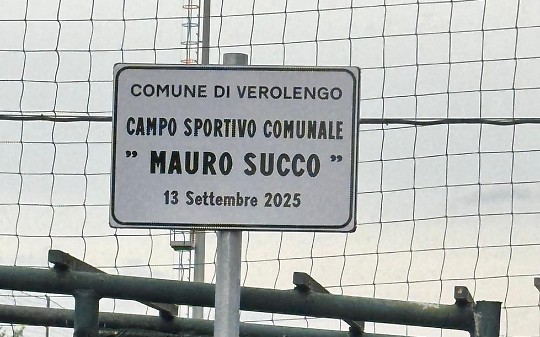 COMUNE DI VEROLENGO
CAMPO SPORTIVO COMUNALE
” MAURO SUCCO ”
13 Settembre 2025